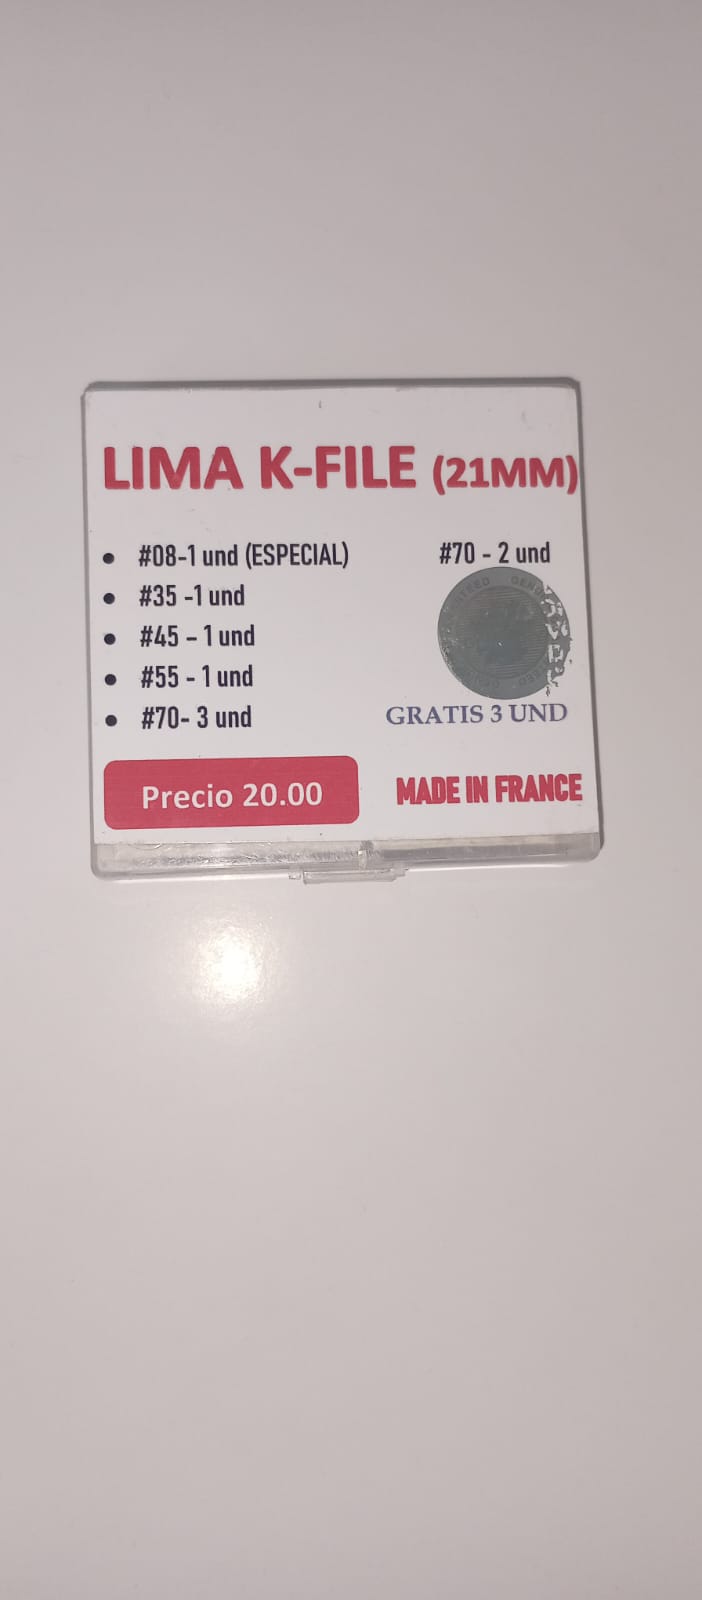 LIMA K-FILE (21MM)
• #08-1 und (ESPECIAL)
• #35 -1 und
• #45 – 1 und
• #55 - 1 und
• #70- 3 und
#70 - 2 und
GRATIS 3 UND
Precio 20.00
MADE IN FRANCE